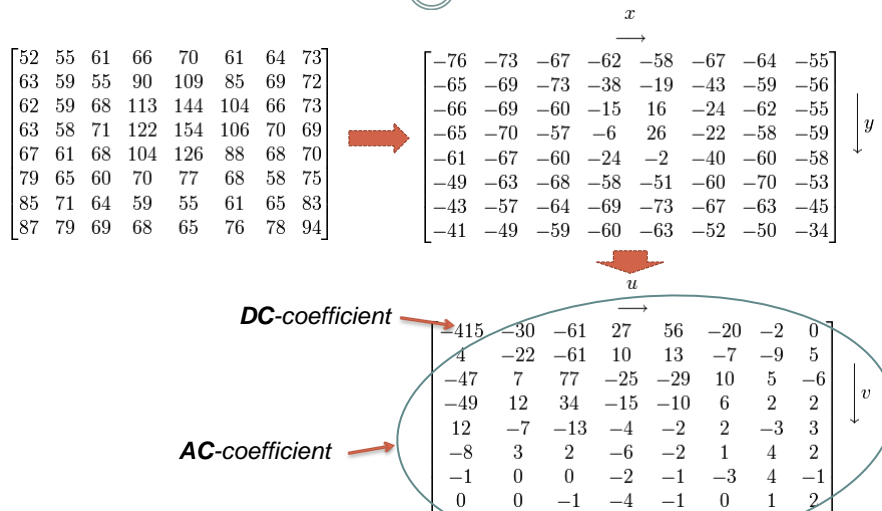 x
52 55 61 66 70 61 64 73
63 59 55 90 109 85 69 72
62 59 68 113 144 104 66 73
63 58 71 122 154 106 70 69
67 61 68 104 126 88 68 70
79 65 60 70 77 68 58 75
85 71 64 59 55 61 65 83
87 79 69 68 65 76 78 94
−76 −73 −67 −62 −58 −67 −64 −55
−65 −69 −73 −38 −19 −43 −59 −56
−66 −69 −60 −15 16 −24 −62 −55
−65 −70 −57 −6 26 −22 −58 −59
−61 −67 −60 −24 −2 −40 −60 −58
−49 −63 −68 −58 −51 −60 −70 −53
−43 −57 −64 −69 −73 −67 −63 −45
−41 −49 −59 −60 −63 −52 −50 −34
y
u
DC-coefficient
−415 −30 −61 27 56 −20 −2 0
4 −22 −61 10 13 −7 −9 5
−47 7 77 −25 −29 10 5 −6
−49 12 34 −15 −10 6 2 2
12 −7 −13 −4 −2 2 −3 3
−8 3 2 −6 −2 1 4 2
−1 0 0 −2 −1 −3 4 −1
0 0 −1 −4 −1 0 1 2
v
AC-coefficient